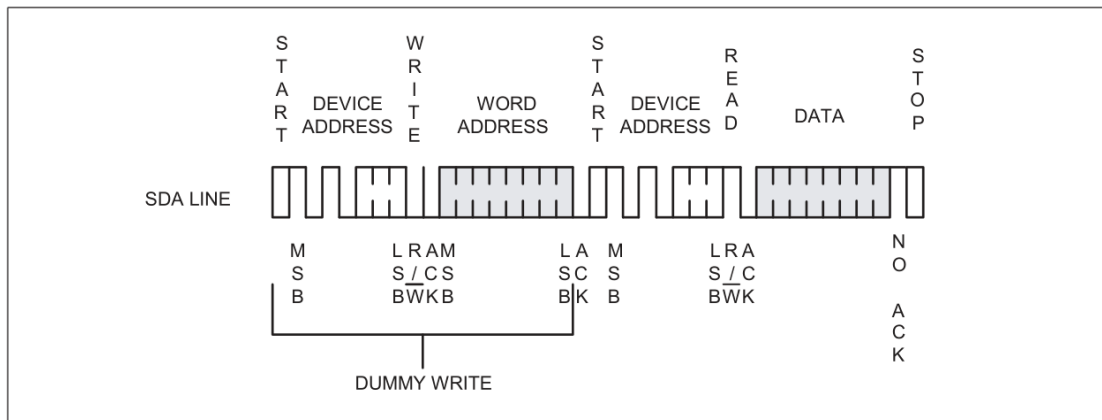 START
WRITE
START
READ
STOP
DEVICE
ADDRESS
WORD
ADDRESS
DEVICE
ADDRESS
DATA
SDA LINE
MSB
LSB
R/W
ACK
MSB
LSB
ACK
MSB
LSB
R/W
ACK
NO ACK
DUMMY WRITE